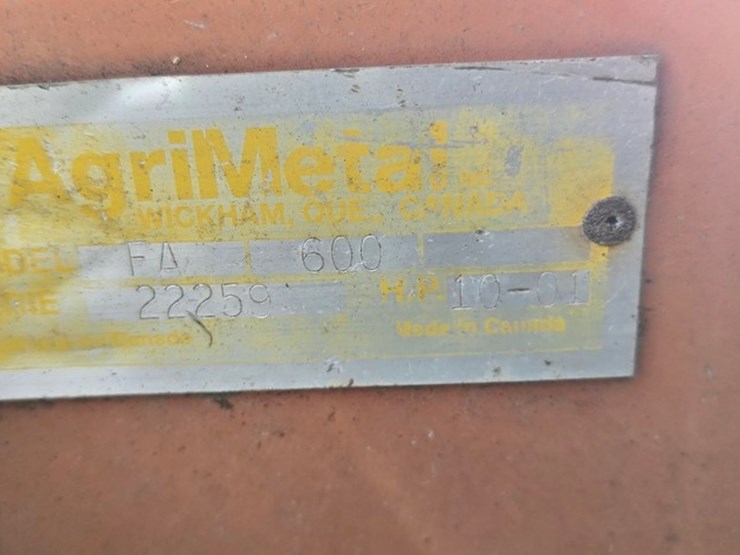 AgriMetal
WICKHAM, QUE., CANADA
FA 600
22259 H.P. 10-01
Made in Canada